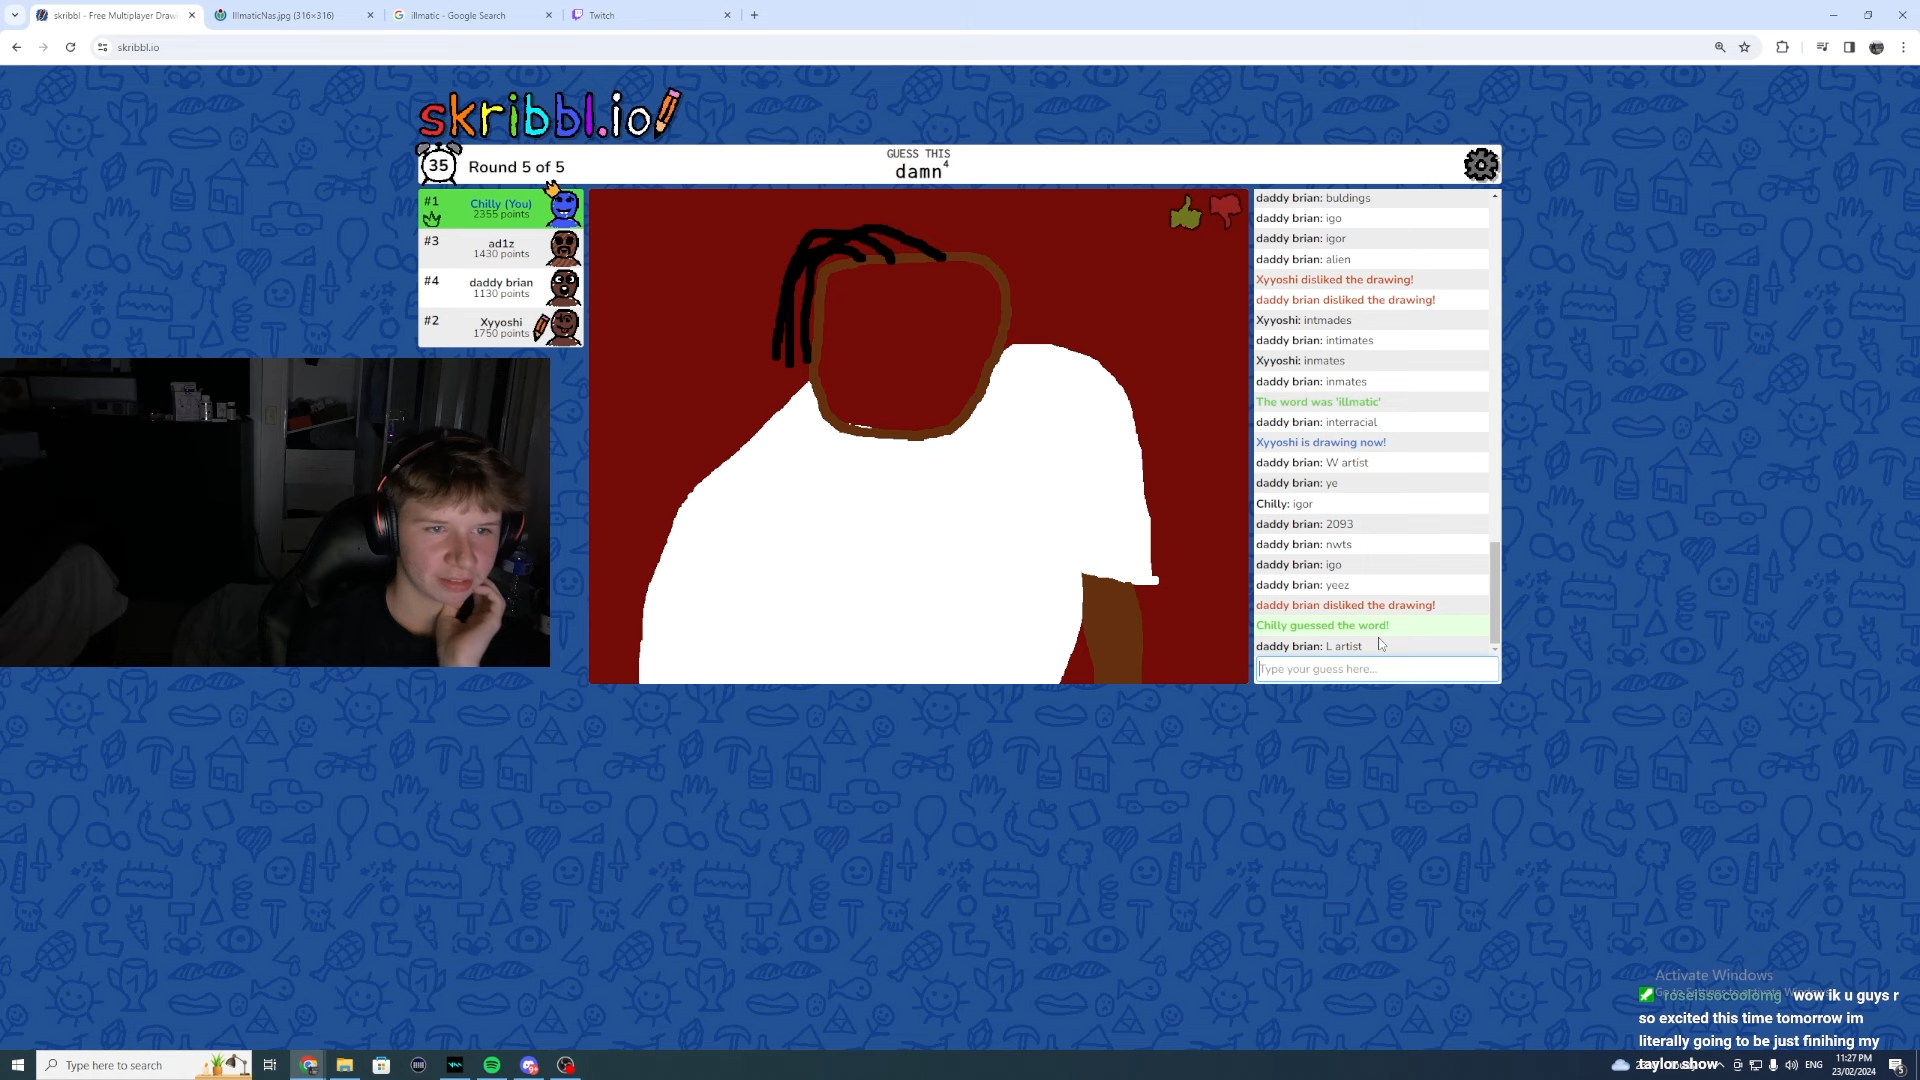 skribbl - Free Multiplayer Draw
IllmaticNas.jpg (316×316)
illmatic - Google Search
Twitch
skribbl.io
skribbl.io
35
Round 5 of 5
GUESS THIS
damn 4
#1
Chilly (You)
2355 points
#3
ad1z
1430 points
#4
daddy brian
1130 points
#2
Xyyoshi
1750 points
daddy brian: buldings
daddy brian: igo
daddy brian: igor
daddy brian: alien
Xyyoshi disliked the drawing!
daddy brian disliked the drawing!
Xyyoshi: intmades
daddy brian: intimates
Xyyoshi: inmates
daddy brian: inmates
The word was 'illmatic'
daddy brian: interracial
Xyyoshi is drawing now!
daddy brian: W artist
daddy brian: ye
Chilly: igor
daddy brian: 2093
daddy brian: nwts
daddy brian: igo
daddy brian: yeez
daddy brian disliked the drawing!
Chilly guessed the word!
daddy brian: L artist
Type your guess here...
Activate Windows
roseissocoolomg wow ik u guys r
so excited this time tomorrow im
literally going to be just finihing my
taylor show
Type here to search
ENG
11:27 PM
23/02/2024
5